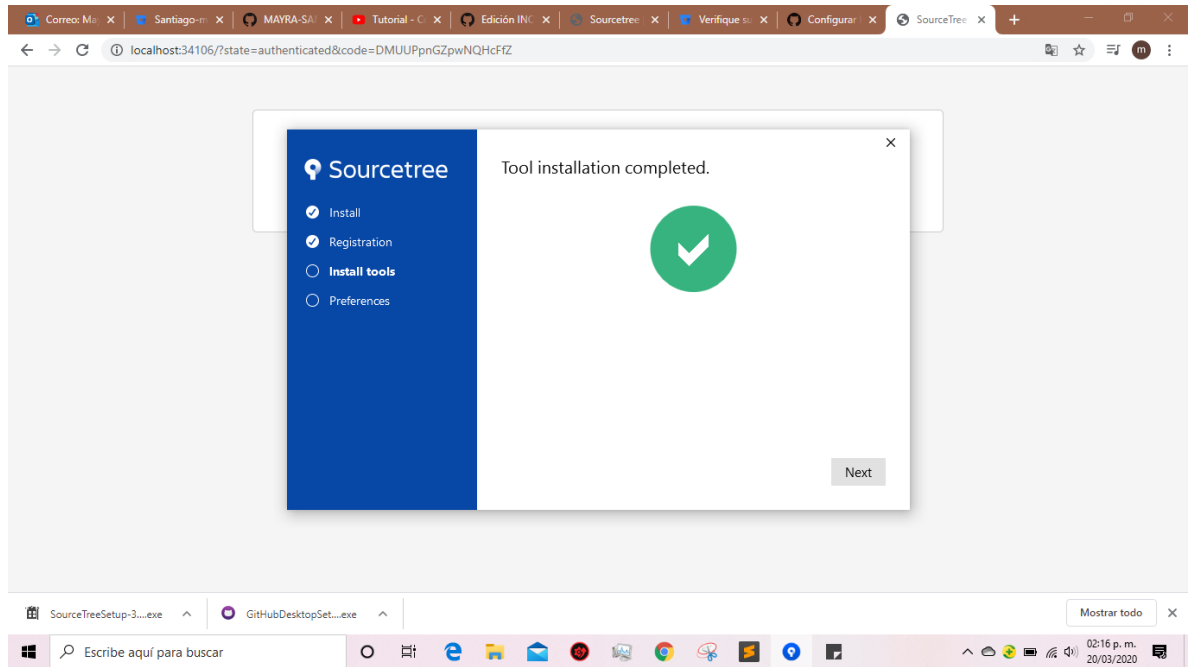 Correo: Ma
Santiago-m
MAYRA-SA
Tutorial - C
Edición INC
Sourcetree
Verifique su
Configurar
SourceTree
localhost:34106/?state=authenticated&code=DMUUPpnGZpwNQHcFfZ
m
Sourcetree
Install
Registration
Install tools
Preferences
Tool installation completed.
Next
SourceTreeSetup-3....exe
GitHubDesktopSet....exe
Mostrar todo
Escribe aquí para buscar
02:16 p. m.
20/03/2020